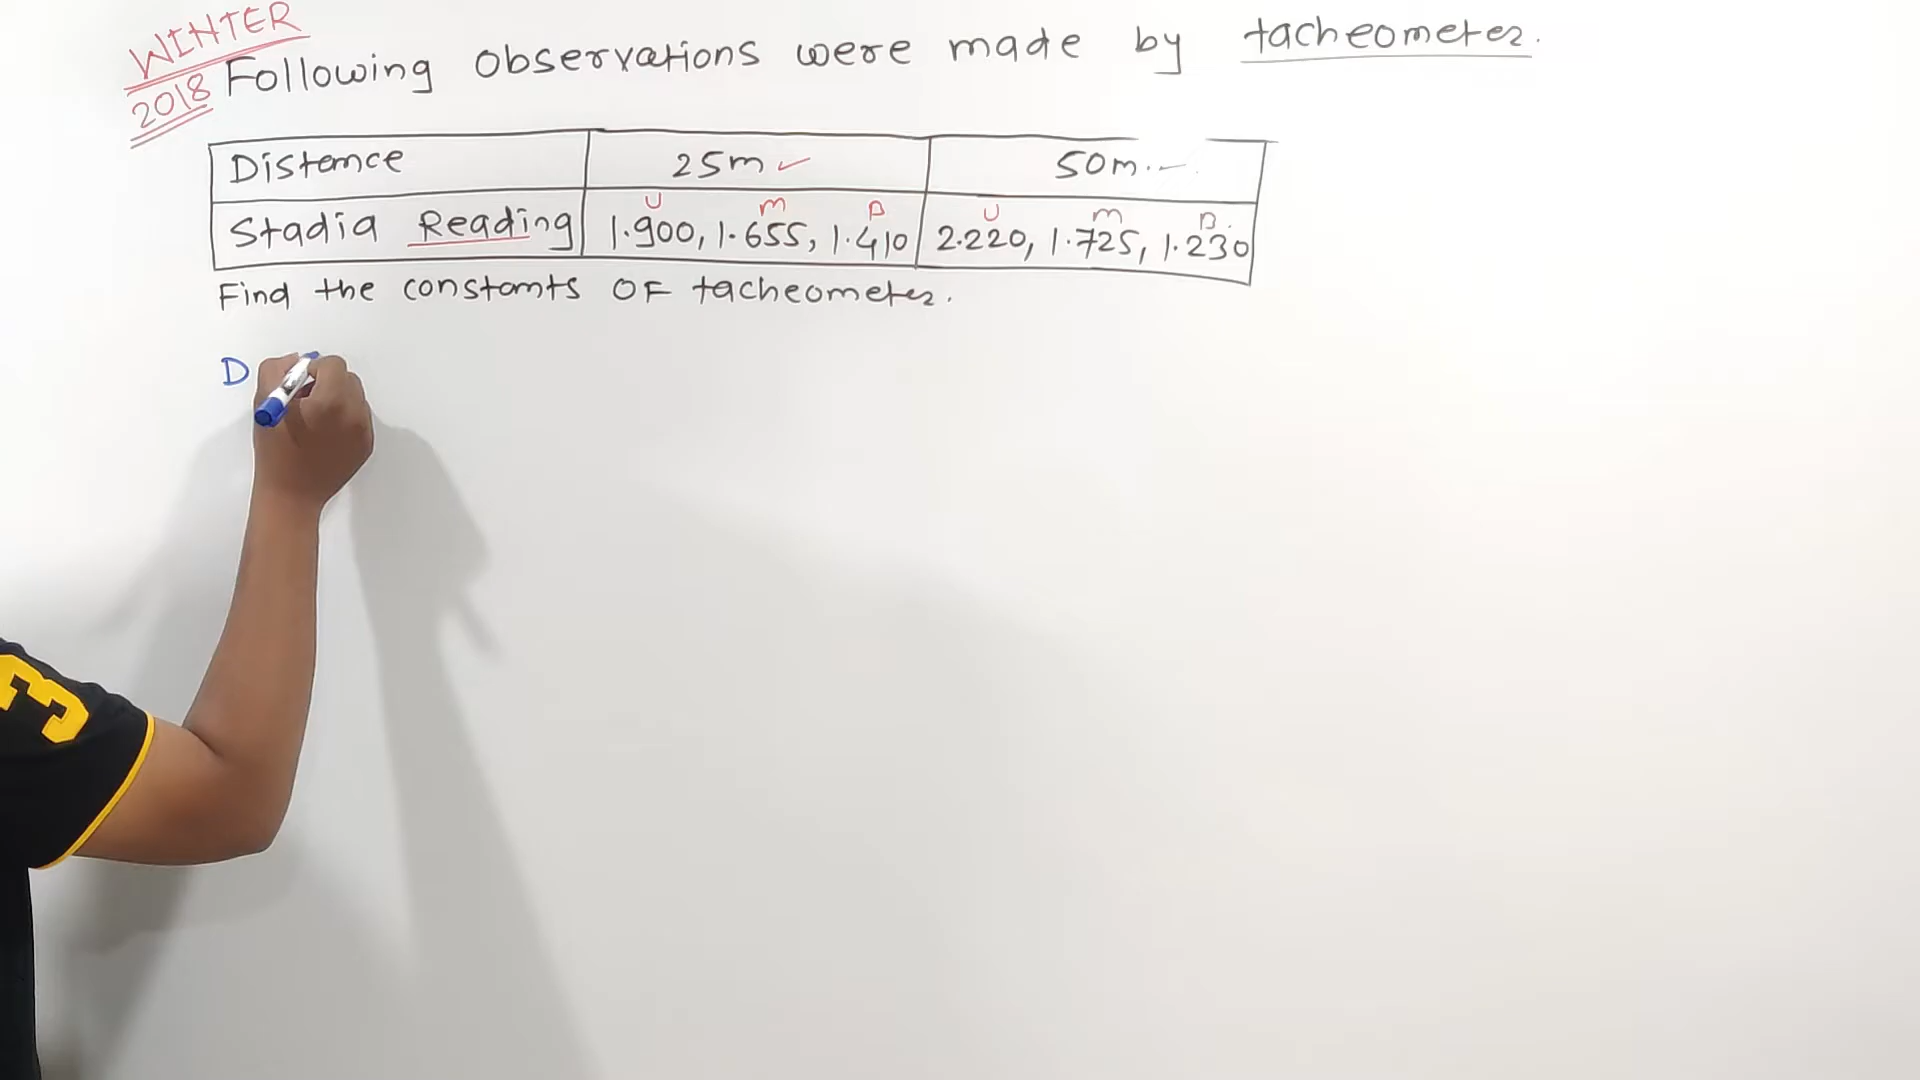 WINTER
2018
Following observations were made by tacheometer.
Distance 25m 50m.
U m B U m B.
Stadia Reading 1.900, 1.655, 1.410 2.220, 1.725, 1.230
Find the constants OF tacheometer.
D
3